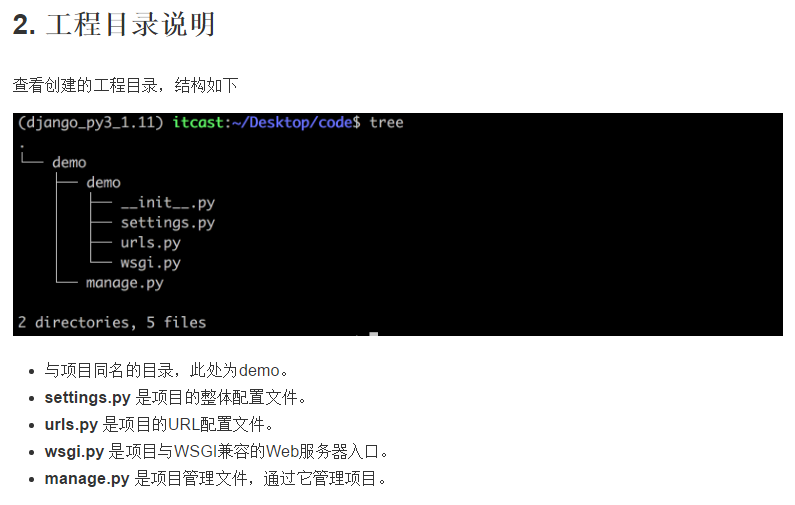 2. 工程目录说明
查看创建的工程目录，结构如下
(django_py3_1.11) itcast:~/Desktop/code$ tree
.
└── demo
    ├── demo
    │   ├── __init__.py
    │   ├── settings.py
    │   ├── urls.py
    │   └── wsgi.py
    └── manage.py
2 directories, 5 files
• 与项目同名的目录，此处为demo。
• settings.py 是项目的整体配置文件。
• urls.py 是项目的URL配置文件。
• wsgi.py 是项目与WSGI兼容的Web服务器入口。
• manage.py 是项目管理文件，通过它管理项目。